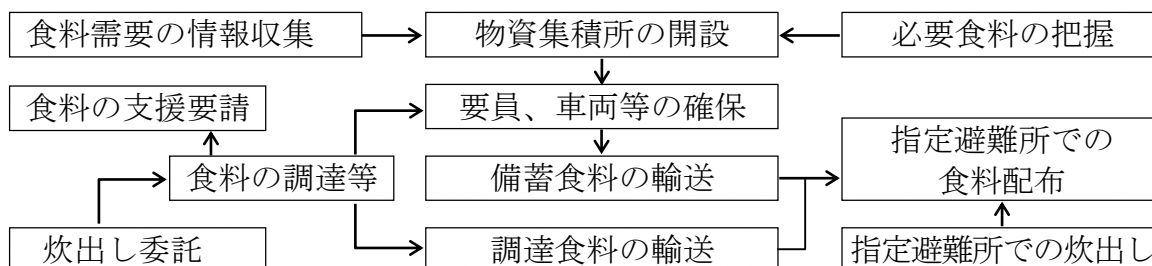 食料需要の情報収集
物資集積所の開設
必要食料の把握
食料の支援要請
要員、車両等の確保
指定避難所での
食料配布
食料の調達等
備蓄食料の輸送
炊出し委託
調達食料の輸送
指定避難所での炊出し